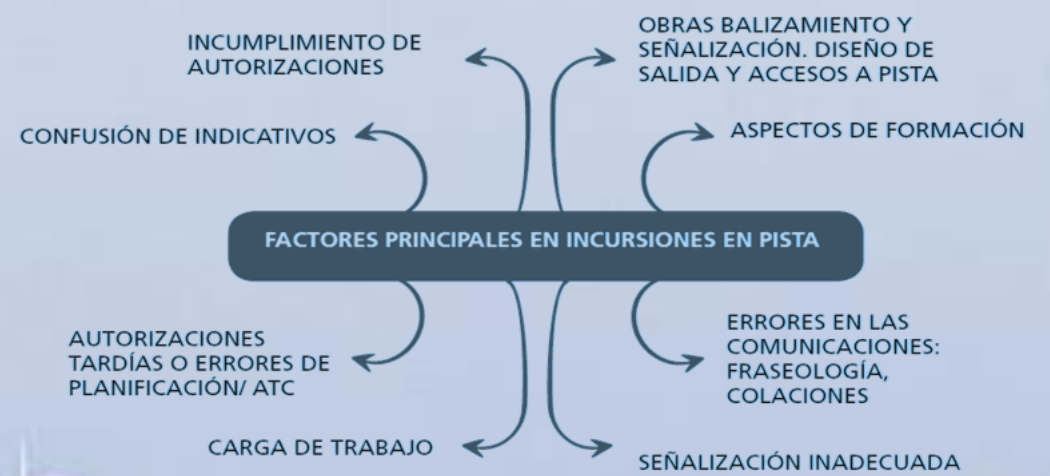 INCUMPLIMIENTO DE
AUTORIZACIONES
OBRAS BALIZAMIENTO Y
SEÑALIZACIÓN. DISEÑO DE
SALIDA Y ACCESOS A PISTA
CONFUSIÓN DE INDICATIVOS
ASPECTOS DE FORMACIÓN
FACTORES PRINCIPALES EN INCURSIONES EN PISTA
AUTORIZACIONES
TARDÍAS O ERRORES DE
PLANIFICACIÓN/ ATC
ERRORES EN LAS
COMUNICACIONES:
FRASEOLOGÍA,
COLACIONES
CARGA DE TRABAJO
SEÑALIZACIÓN INADECUADA